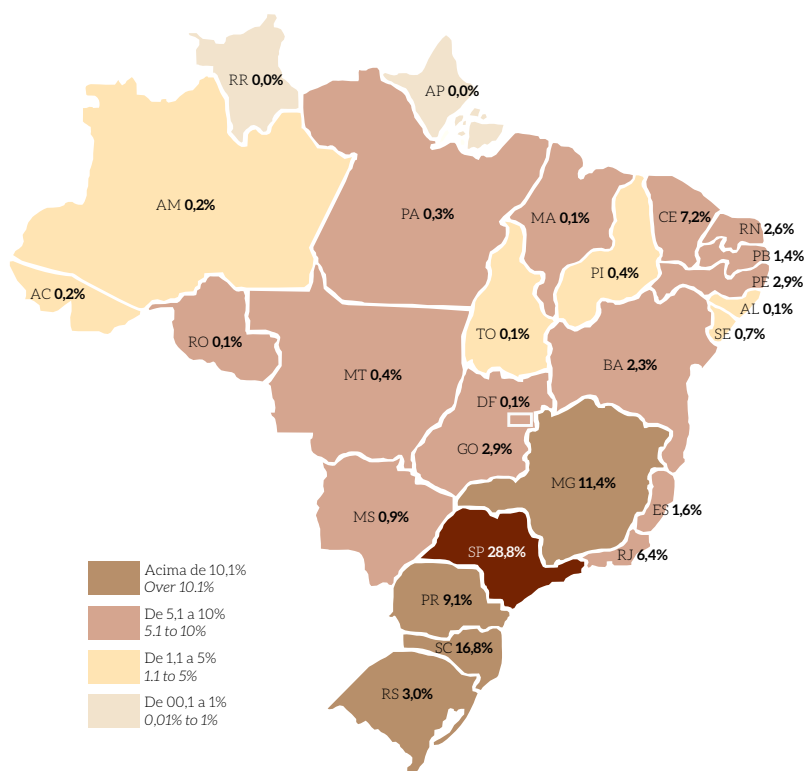 RR 0,0%
AP 0,0%
AM 0,2%
PA 0,3%
MA 0,1%
CE 7,2%
RN 2,6%
PB 1,4%
PE 2,9%
PI 0,4%
AL 0,1%
SE 0,7%
AC 0,2%
RO 0,1%
TO 0,1%
MT 0,4%
BA 2,3%
DF 0,1%
GO 2,9%
MG 11,4%
ES 1,6%
MS 0,9%
SP 28,8%
RJ 6,4%
PR 9,1%
SC 16,8%
RS 3,0%
Acima de 10,1%
Over 10.1%
De 5,1 a 10%
5.1 to 10%
De 1,1 a 5%
1.1 to 5%
De 00,1 a 1%
0,01% to 1%